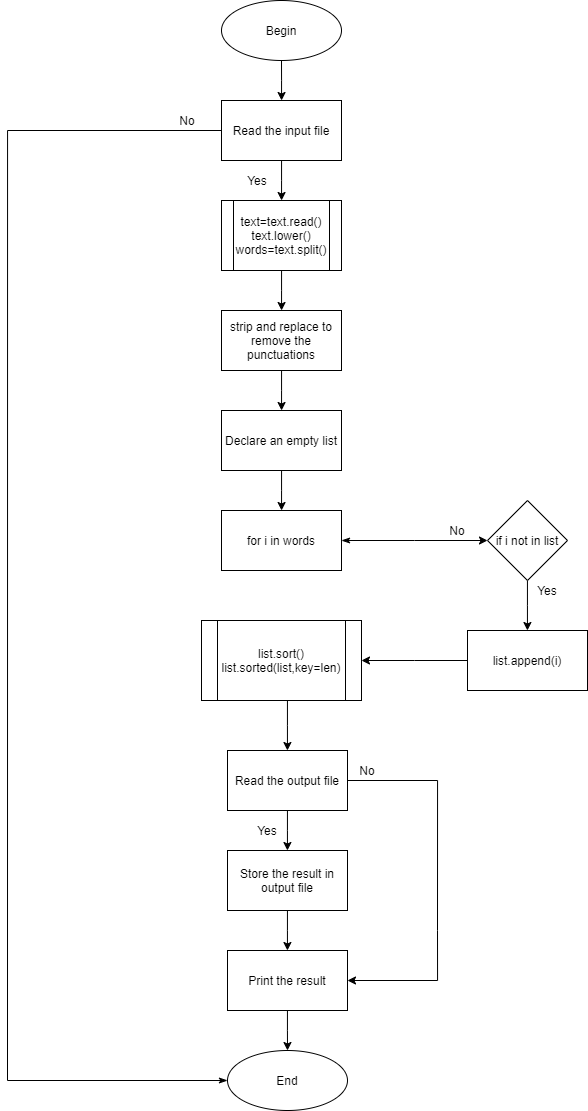 Begin
No
Read the input file
Yes
text=text.read()
text.lower()
words=text.split()
strip and replace to
remove the
punctuations
Declare an empty list
for i in words
No
if i not in list
Yes
list.append(i)
list.sort()
list.sorted(list,key=len)
Read the output file
No
Yes
Store the result in
output file
Print the result
End